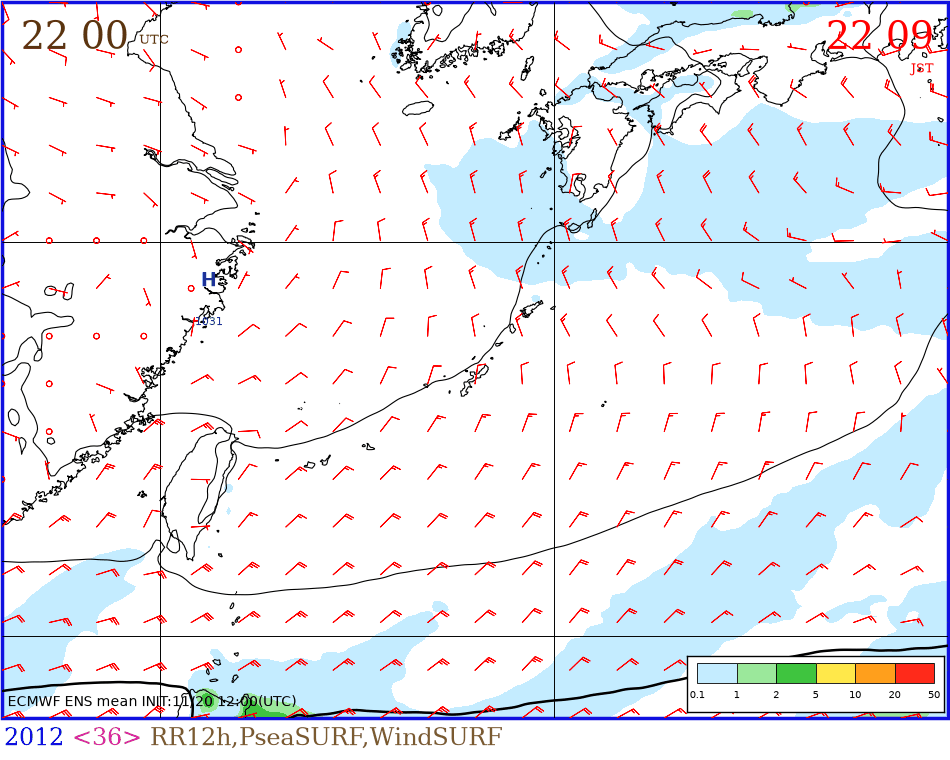 22 00 UTC
22 09
JST
H
1031
ECMWF ENS mean INIT:11/20 12:00(UTC)
0.1 1 2 5 10 20 50
2012 <36> RR12h,PseaSURF,WindSURF